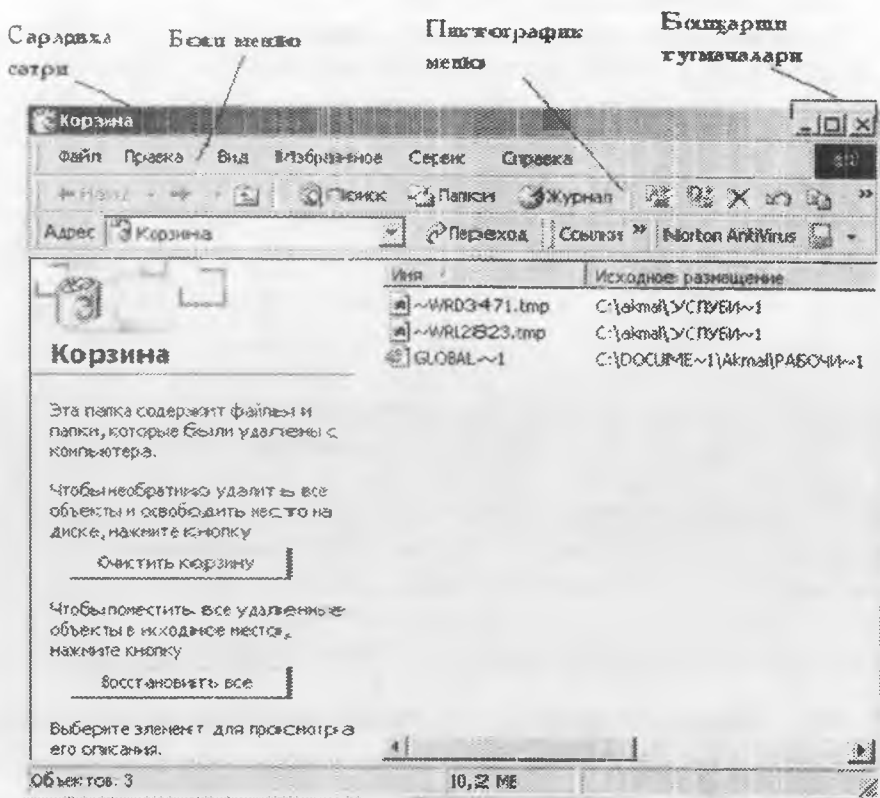 Сарлавха сатри
Бош меню
Пиктографик меню
Бошқариш тугмачалари
Корзина
Файл Правка Вид Избранное Сервис Справка
Назад Поиск Папки Журнал »
Адрес Корзина Переход Ссылки » Norton AntiVirus
Имя Исходное размещение
~WRD3471.tmp C:\akmal\УСЛУБИ~1
~WRL2823.tmp C:\akmal\УСЛУБИ~1
GLOBAL~1 C:\DOCUME~1\Akmal\РАБОЧИ~1
Корзина
Эта папка содержит файлы и
папки, которые были удалены с
компьютера.
Чтобы необратимо удалить все
объекты и освободить место на
диске, нажмите кнопку
Очистить корзину
Чтобы поместить все удаленные
объекты в исходное место,
нажмите кнопку
Восстановить все
Выберите элемент для просмотра
его описания.
Объектов: 3 10,2 МБ